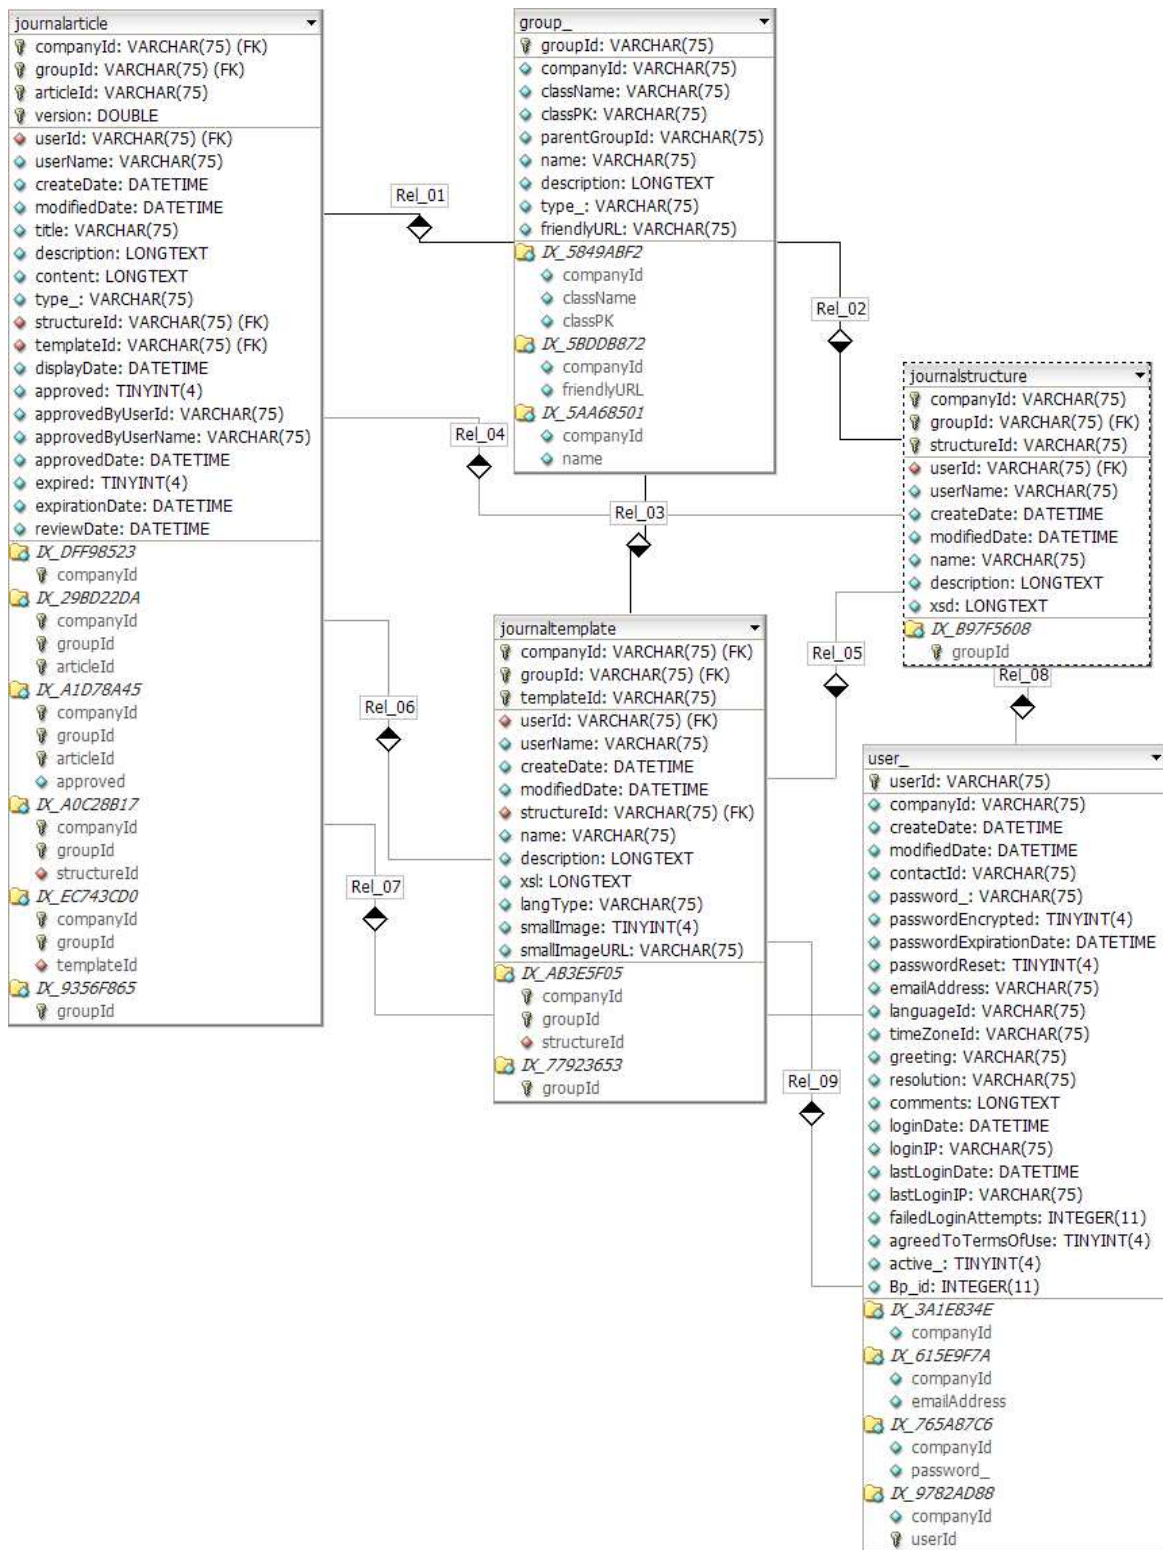 journalarticle
companyId: VARCHAR(75) (FK)
groupId: VARCHAR(75) (FK)
articleId: VARCHAR(75)
version: DOUBLE
userId: VARCHAR(75) (FK)
userName: VARCHAR(75)
createDate: DATETIME
modifiedDate: DATETIME
title: VARCHAR(75)
description: LONGTEXT
content: LONGTEXT
type_: VARCHAR(75)
structureId: VARCHAR(75) (FK)
templateId: VARCHAR(75) (FK)
displayDate: DATETIME
approved: TINYINT(4)
approvedByUserId: VARCHAR(75)
approvedByUserName: VARCHAR(75)
approvedDate: DATETIME
expired: TINYINT(4)
expirationDate: DATETIME
reviewDate: DATETIME
IX_DFF98523
companyId
IX_29BD22DA
companyId
groupId
articleId
IX_A1D78A45
companyId
groupId
articleId
approved
IX_A0C28B17
companyId
groupId
structureId
IX_EC743CD0
companyId
groupId
templateId
IX_9356F865
groupId
Rel_01
group_
groupId: VARCHAR(75)
companyId: VARCHAR(75)
className: VARCHAR(75)
classPK: VARCHAR(75)
parentGroupId: VARCHAR(75)
name: VARCHAR(75)
description: LONGTEXT
type_: VARCHAR(75)
friendlyURL: VARCHAR(75)
IX_5849ABF2
companyId
className
classPK
IX_5BDDB872
companyId
friendlyURL
IX_5AA68501
companyId
name
Rel_02
Rel_04
Rel_03
journalstructure
companyId: VARCHAR(75)
groupId: VARCHAR(75) (FK)
structureId: VARCHAR(75)
userId: VARCHAR(75) (FK)
userName: VARCHAR(75)
createDate: DATETIME
modifiedDate: DATETIME
name: VARCHAR(75)
description: LONGTEXT
xsd: LONGTEXT
IX_B97F5608
groupId
Rel_05
Rel_08
Rel_06
Rel_07
journaltemplate
companyId: VARCHAR(75) (FK)
groupId: VARCHAR(75) (FK)
templateId: VARCHAR(75)
userId: VARCHAR(75) (FK)
userName: VARCHAR(75)
createDate: DATETIME
modifiedDate: DATETIME
structureId: VARCHAR(75) (FK)
name: VARCHAR(75)
description: LONGTEXT
xsl: LONGTEXT
langType: VARCHAR(75)
smallImage: TINYINT(4)
smallImageURL: VARCHAR(75)
IX_AB3E5F05
companyId
groupId
structureId
IX_77923653
groupId
Rel_09
user_
userId: VARCHAR(75)
companyId: VARCHAR(75)
createDate: DATETIME
modifiedDate: DATETIME
contactId: VARCHAR(75)
password_: VARCHAR(75)
passwordEncrypted: TINYINT(4)
passwordExpirationDate: DATETIME
passwordReset: TINYINT(4)
emailAddress: VARCHAR(75)
languageId: VARCHAR(75)
timeZoneId: VARCHAR(75)
greeting: VARCHAR(75)
resolution: VARCHAR(75)
comments: LONGTEXT
loginDate: DATETIME
loginIP: VARCHAR(75)
lastLoginDate: DATETIME
lastLoginIP: VARCHAR(75)
failedLoginAttempts: INTEGER(11)
agreedToTermsOfUse: TINYINT(4)
active_: TINYINT(4)
Bp_id: INTEGER(11)
IX_3A1E834E
companyId
IX_615E9F7A
companyId
emailAddress
IX_765A87C6
companyId
password_
IX_9782AD88
companyId
userId